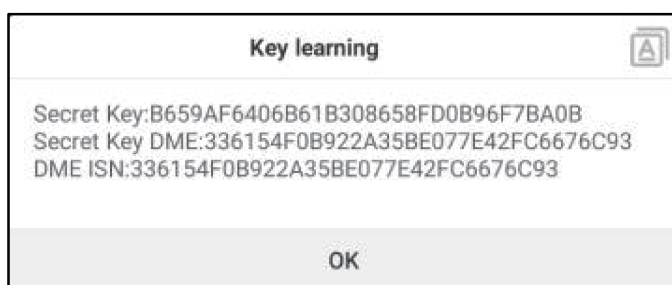 Key learning
Secret Key:B659AF6406B61B308658FD0B96F7BA0B
Secret Key DME:336154F0B922A35BE077E42FC6676C93
DME ISN:336154F0B922A35BE077E42FC6676C93
OK